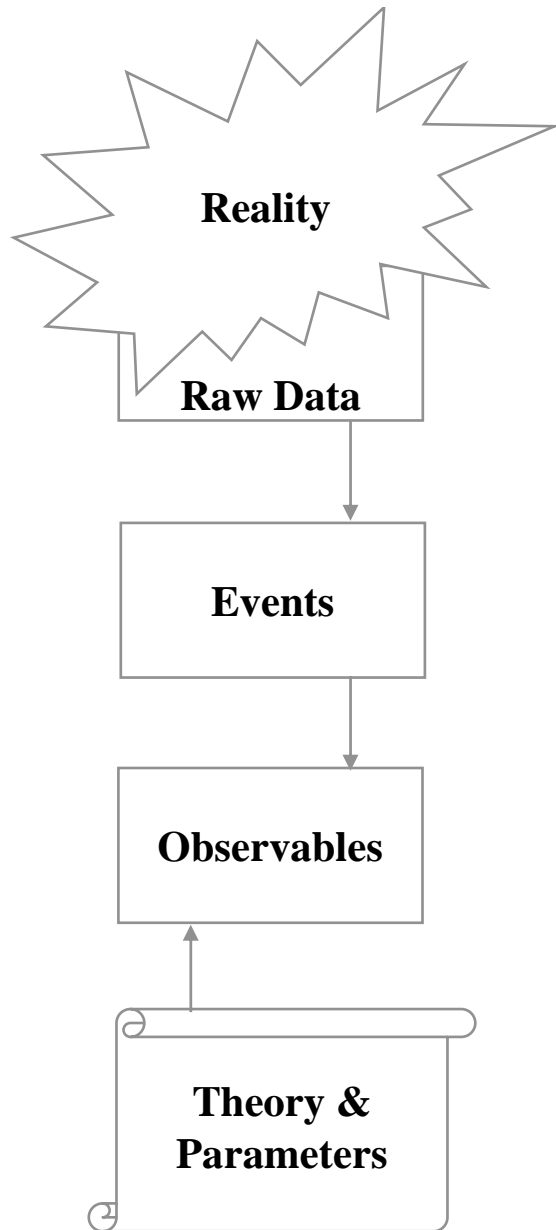 Reality
Raw Data
Events
Observables
Theory &
Parameters